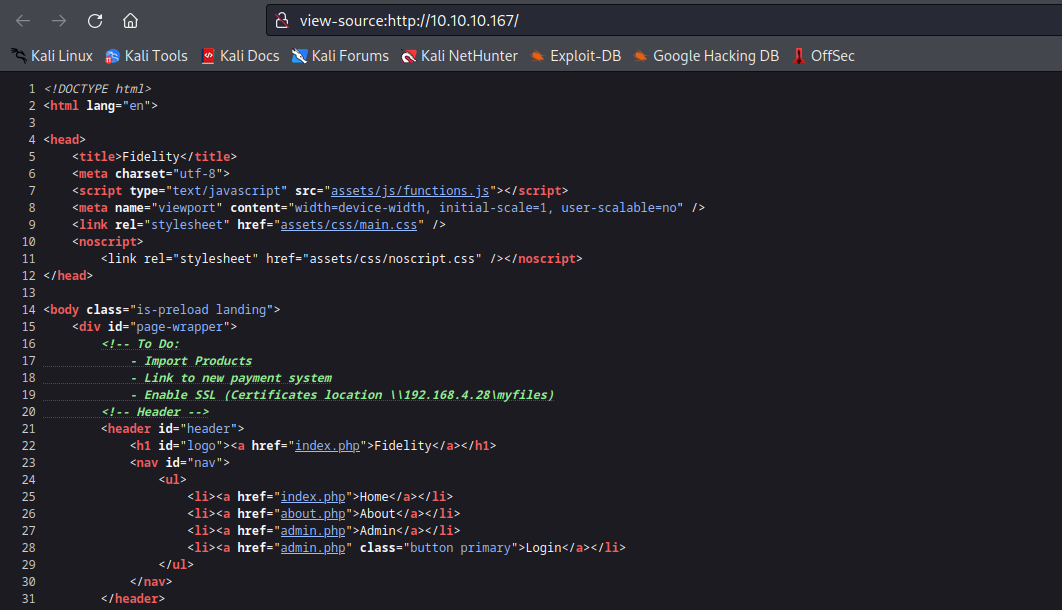 view-source:http://10.10.10.167/
Kali Linux Kali Tools Kali Docs Kali Forums Kali NetHunter Exploit-DB Google Hacking DB OffSec
1 <!DOCTYPE html>
2 <html lang="en">
3
4 <head>
5 <title>Fidelity</title>
6 <meta charset="utf-8">
7 <script type="text/javascript" src="assets/js/functions.js"></script>
8 <meta name="viewport" content="width=device-width, initial-scale=1, user-scalable=no" />
9 <link rel="stylesheet" href="assets/css/main.css" />
10 <noscript>
11 <link rel="stylesheet" href="assets/css/noscript.css" /></noscript>
12 </head>
13
14 <body class="is-preload landing">
15 <div id="page-wrapper">
16 <!-- To Do:
17 - Import Products
18 - Link to new payment system
19 - Enable SSL (Certificates location \\192.168.4.28\myfiles)
20 <!-- Header -->
21 <header id="header">
22 <h1 id="logo"><a href="index.php">Fidelity</a></h1>
23 <nav id="nav">
24 <ul>
25 <li><a href="index.php">Home</a></li>
26 <li><a href="about.php">About</a></li>
27 <li><a href="admin.php">Admin</a></li>
28 <li><a href="admin.php" class="button primary">Login</a></li>
29 </ul>
30 </nav>
31 </header>